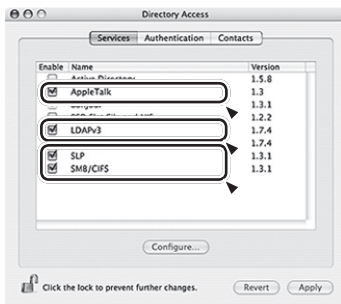 Directory Access
Services Authentication Contacts
Enable Name Version
Active Directory 1.5.8
AppleTalk 1.3
1.3.1
1.2.2
LDAPv3 1.7.4
1.7.4
SLP 1.3.1
SMB/CIFS 1.3.1
Configure...
Click the lock to prevent further changes. Revert Apply